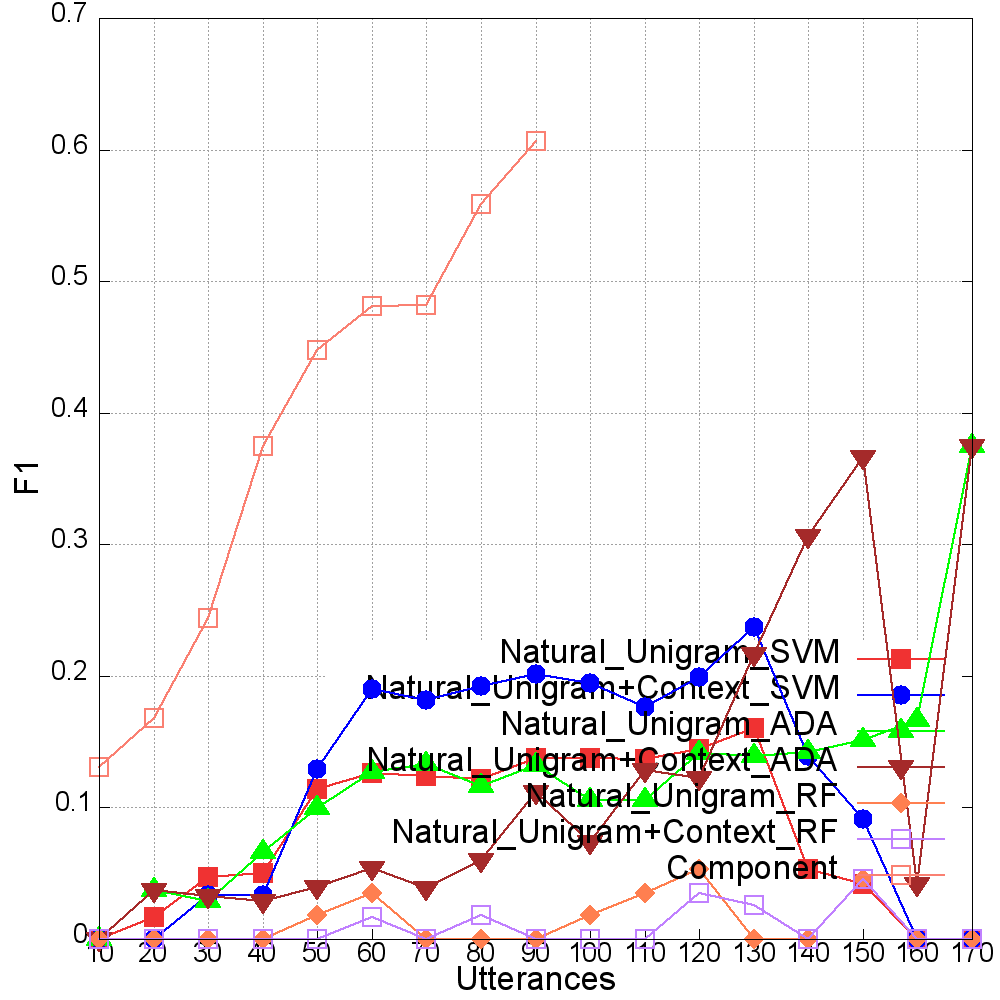 0.7
0.6
0.5
0.4
0.3
0.2
0.1
0
F1
Natural_Unigram_SVM
Natural_Unigram+Context_SVM
Natural_Unigram_ADA
Natural_Unigram+Context_ADA
Natural_Unigram_RF
Natural_Unigram+Context_RF
Component
10 20 30 40 50 60 70 80 90 100 110 120 130 140 150 160 170
Utterances